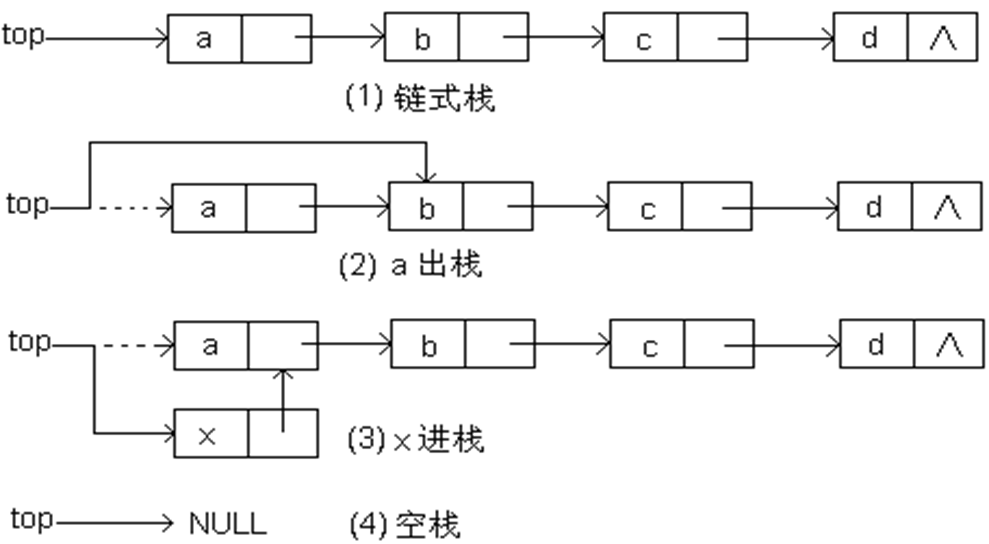 top a b c d ∧
(1) 链式栈
top a b c d ∧
(2) a 出栈
top a b c d ∧
x (3) x 进栈
top NULL (4) 空栈